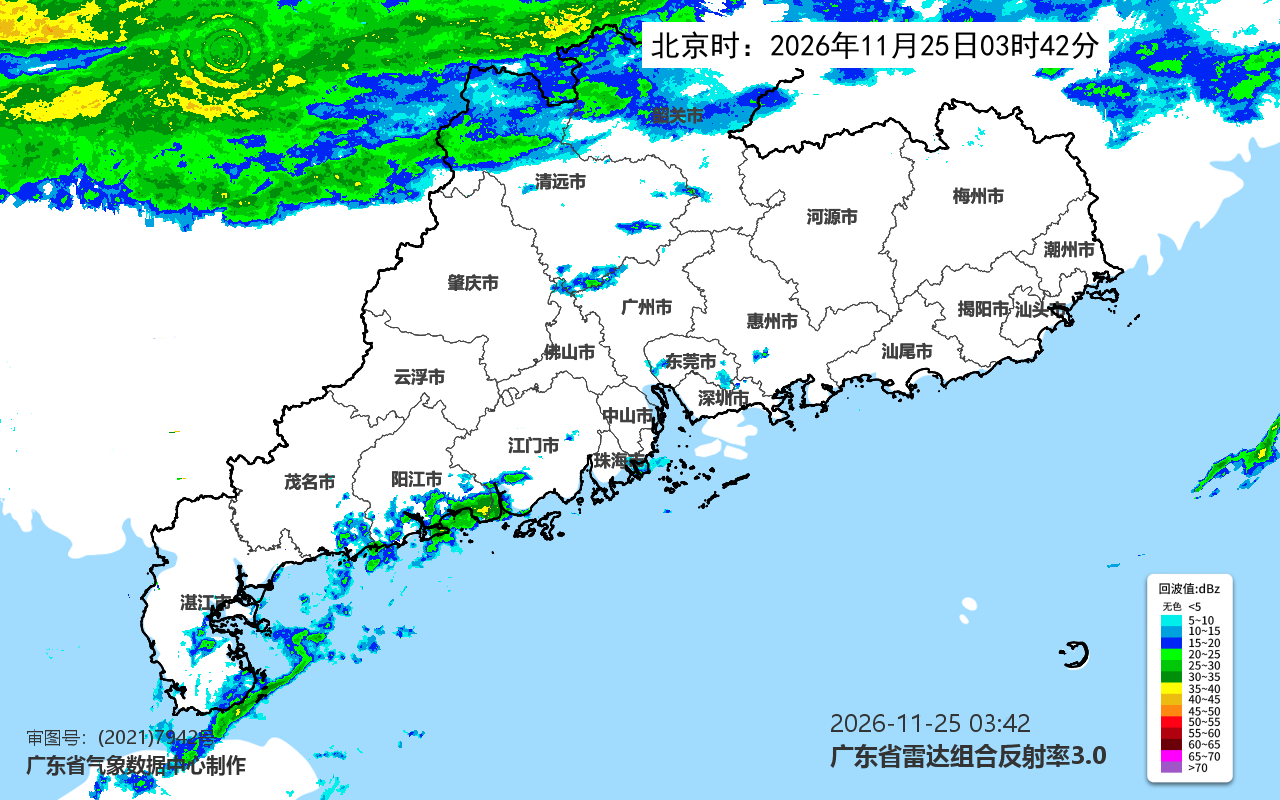 北京时：2026年11月25日03时42分
韶关市
清远市
梅州市
河源市
潮州市
肇庆市
广州市
揭阳市
汕头市
惠州市
佛山市
东莞市
汕尾市
云浮市
深圳市
中山市
江门市
珠海市
茂名市
阳江市
湛江市
回波值:dBz
无色 <5
5~10
10~15
15~20
20~25
25~30
30~35
35~40
40~45
45~50
50~55
55~60
60~65
65~70
>70
2026-11-25 03:42
广东省雷达组合反射率3.0
审图号：(2021)7942号
广东省气象数据中心制作